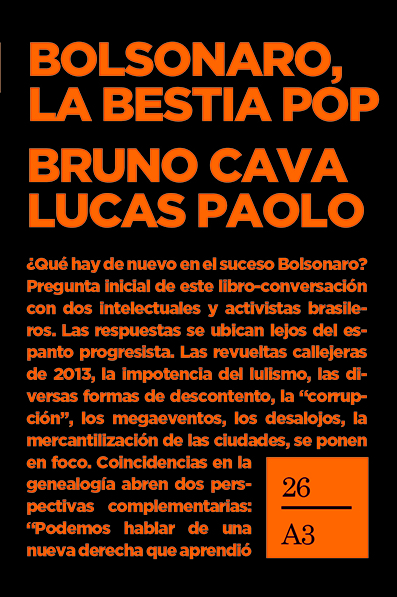 BOLSONARO,
LA BESTIA POP
BRUNO CAVA
LUCAS PAOLO
¿Qué hay de nuevo en el suceso Bolsonaro?
Pregunta inicial de este libro-conversación
con dos intelectuales y activistas brasile-
ros. Las respuestas se ubican lejos del es-
panto progresista. Las revueltas callejeras
de 2013, la impotencia del lulismo, las di-
versas formas de descontento, la “corrup-
ción”, los megaeventos, los desalojos, la
mercantilización de las ciudades, se ponen
en foco. Coincidencias en la
genealogía abren dos pers-
pectivas complementarias:
“Podemos hablar de una
nueva derecha que aprendió
26
A3